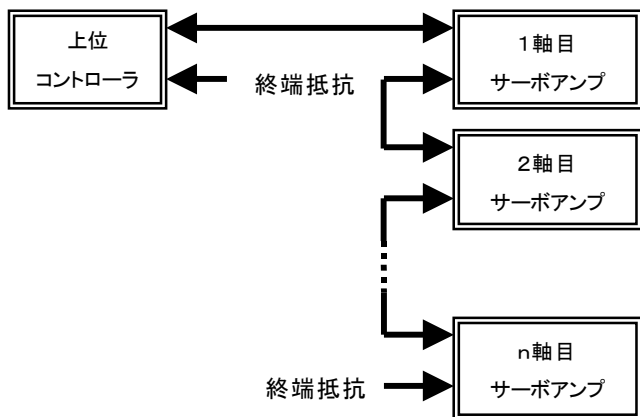 上位
コントローラ
終端抵抗
１軸目
サーボアンプ
２軸目
サーボアンプ
ｎ軸目
サーボアンプ
終端抵抗